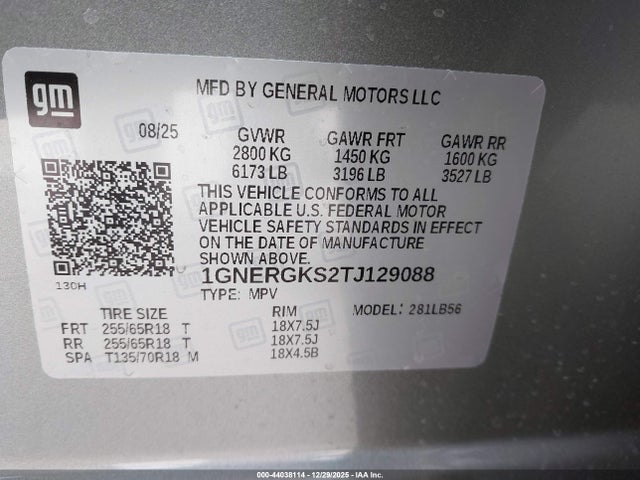 gm
MFD BY GENERAL MOTORS LLC
08/25 GVWR GAWR FRT GAWR RR
2800 KG 1450 KG 1600 KG
6173 LB 3196 LB 3527 LB
THIS VEHICLE CONFORMS TO ALL
APPLICABLE U.S. FEDERAL MOTOR
VEHICLE SAFETY STANDARDS IN EFFECT
ON THE DATE OF MANUFACTURE
SHOWN ABOVE.
1GNERGKS2TJ129088
130H
TYPE: MPV MODEL: 281LB56
TIRE SIZE RIM
FRT 255/65R18 T 18X7.5J
RR 255/65R18 T 18X7.5J
SPA T135/70R18 M 18X4.5B
000-44038114 - 12/29/2025 - IAA Inc.